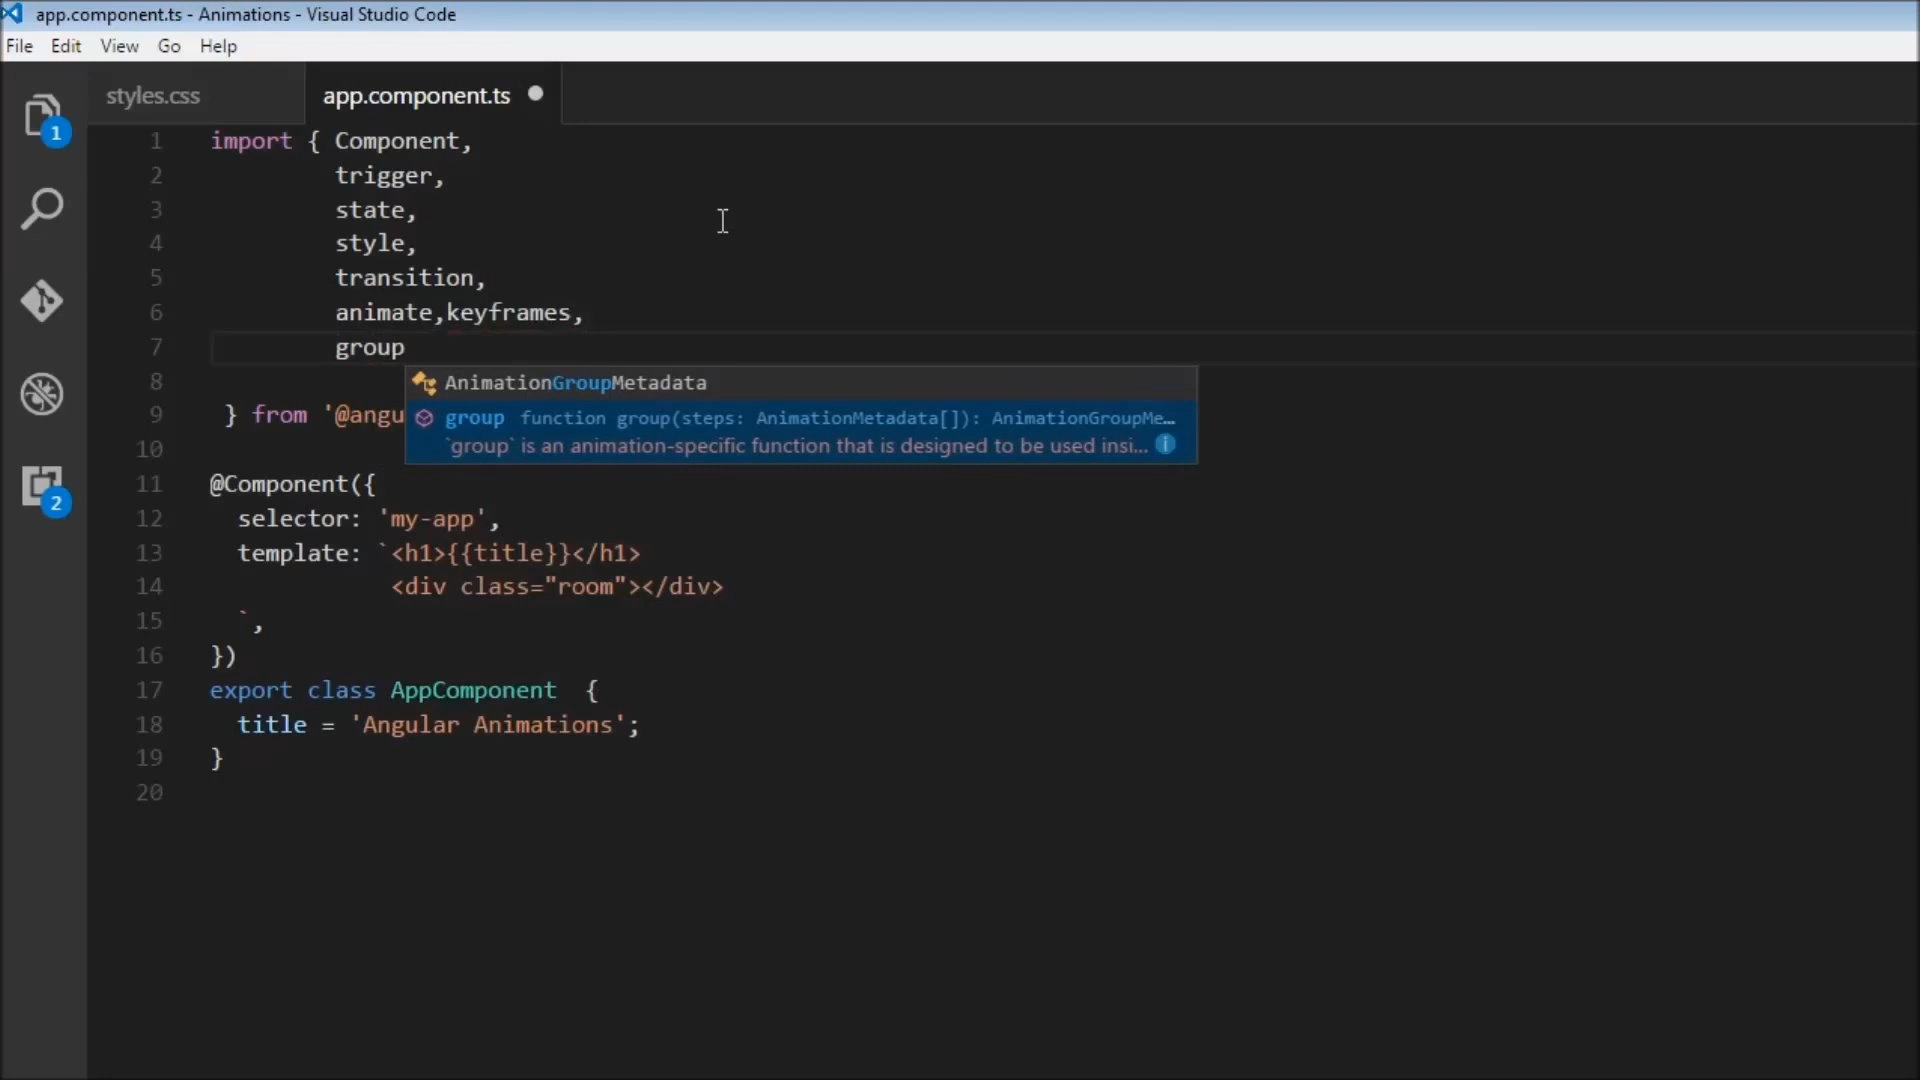 app.component.ts - Animations - Visual Studio Code
File Edit View Go Help
styles.css app.component.ts
1 import { Component,
2 trigger,
3 state,
4 style,
5 transition,
6 animate,keyframes,
7 group
8 AnimationGroupMetadata
9 } from '@angu group function group(steps: AnimationMetadata[]): AnimationGroupMe…
`group` is an animation-specific function that is designed to be used insi…
10
11 @Component({
12 selector: 'my-app',
13 template: `<h1>{{title}}</h1>
14 <div class="room"></div>
15 `,
16 })
17 export class AppComponent {
18 title = 'Angular Animations';
19 }
20
1
2